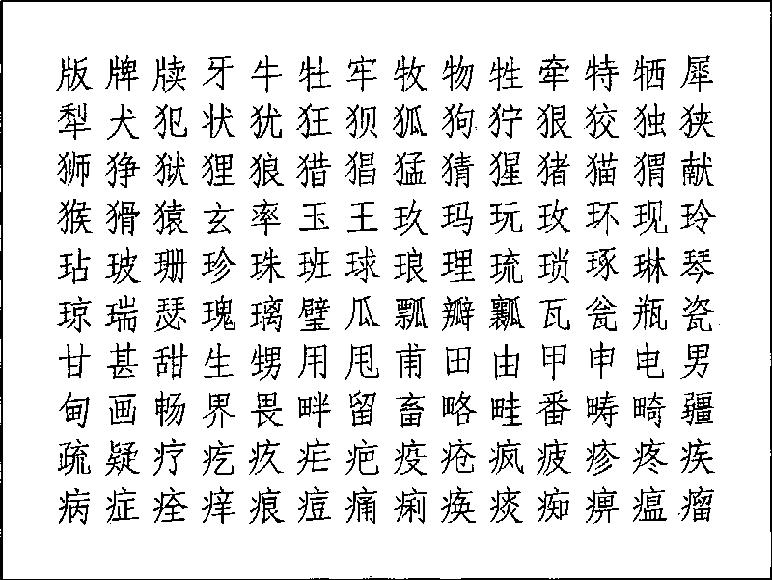 版牌牍牙牛牡牢牧物牲牵特牺犀
犁犬犯状犹狂狈狐狗狞狠狡独狭
狮狰狱狸狼猎猖猛猜猩猪猫猬献
猴猾猿玄率玉王玖玛玩玫环现玲
玷玻珊珍珠班球琅理琉琐琢琳琴
琼瑞瑟瑰璃璧瓜瓢瓣瓤瓦瓮瓶瓷
甘甚甜生甥用甩甫田由甲申电男
甸画畅界畏畔留畜略畦番畴畸疆
疏疑疗疙疚疟疤疫疮疯疲疹疼疾
病症痊痒痕痘痛痢痪痰痴痹瘟瘤